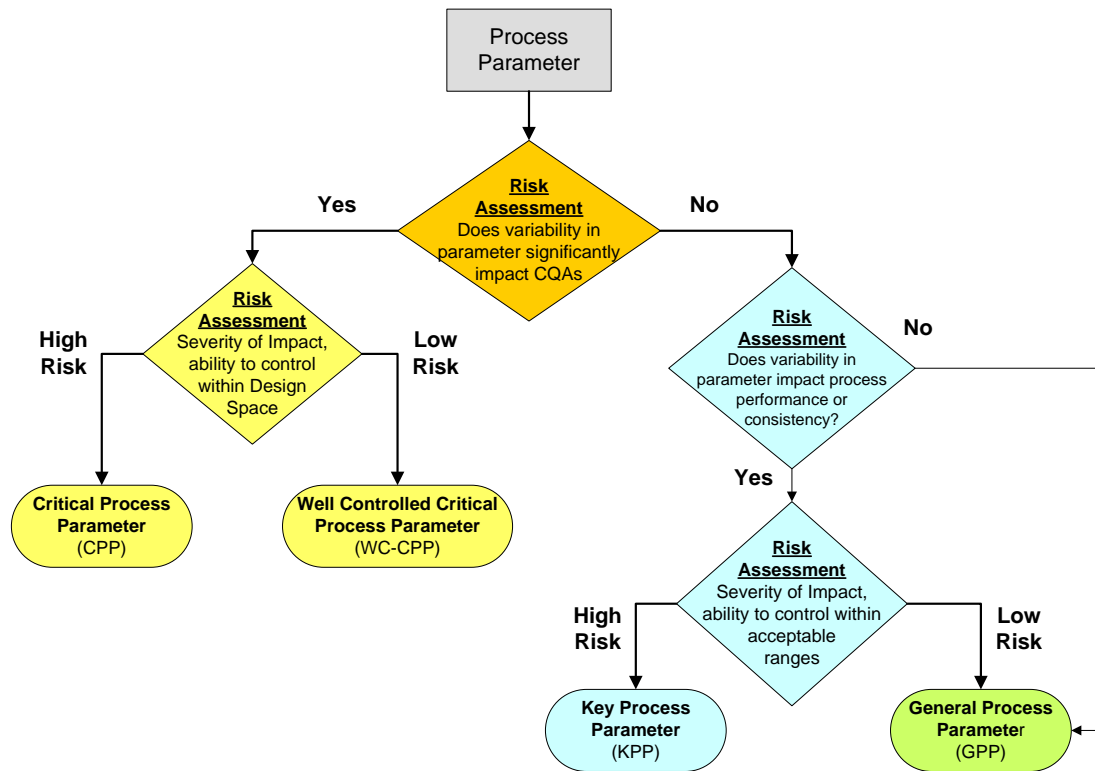 Process
Parameter
Risk
Assessment
Does variability in
parameter significantly
impact CQAs
Yes
No
Risk
Assessment
Severity of Impact,
ability to control
within Design
Space
High
Risk
Low
Risk
Critical Process
Parameter
(CPP)
Well Controlled Critical
Process Parameter
(WC-CPP)
Risk
Assessment
Does variability in
parameter impact process
performance or
consistency?
No
Yes
Risk
Assessment
Severity of Impact,
ability to control within
acceptable
ranges
High
Risk
Low
Risk
Key Process
Parameter
(KPP)
General Process
Parameter
(GPP)